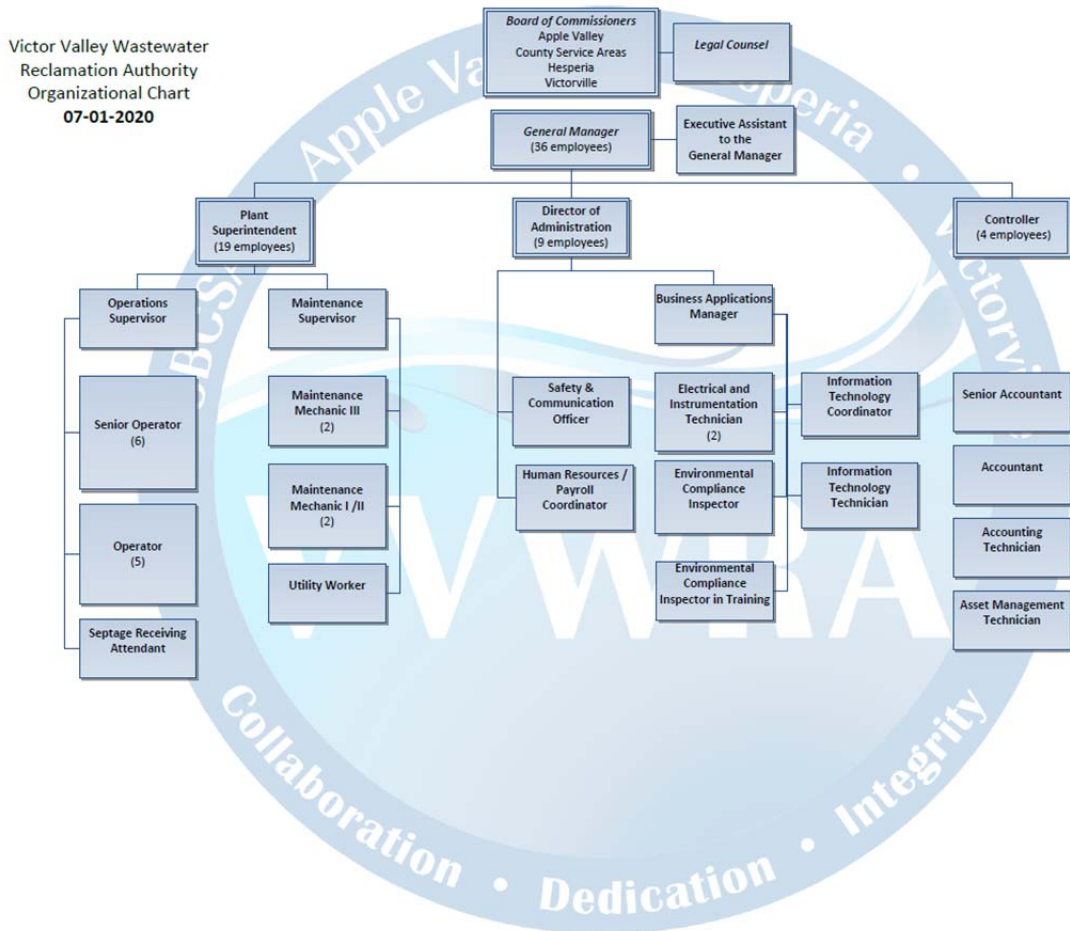 Victor Valley Wastewater
Reclamation Authority
Organizational Chart
07-01-2020
Board of Commissioners
Apple Valley
County Service Areas
Hesperia
Victorville
Legal Counsel
General Manager
(36 employees)
Executive Assistant
to the
General Manager
Plant
Superintendent
(19 employees)
Director of
Administration
(9 employees)
Controller
(4 employees)
Operations
Supervisor
Maintenance
Supervisor
Business Applications
Manager
Senior Operator
(6)
Maintenance
Mechanic III
(2)
Safety &
Communication
Officer
Electrical and
Instrumentation
Technician
(2)
Information
Technology
Coordinator
Senior Accountant
Operator
(5)
Maintenance
Mechanic I /II
(2)
Human Resources /
Payroll
Coordinator
Environmental
Compliance
Inspector
Information
Technology
Technician
Accountant
Septage Receiving
Attendant
Utility Worker
Environmental
Compliance
Inspector in Training
Accounting
Technician
Asset Management
Technician
Apple Va
speria • Victorvi
VVWRA
Collaboration • Dedication • Integrity